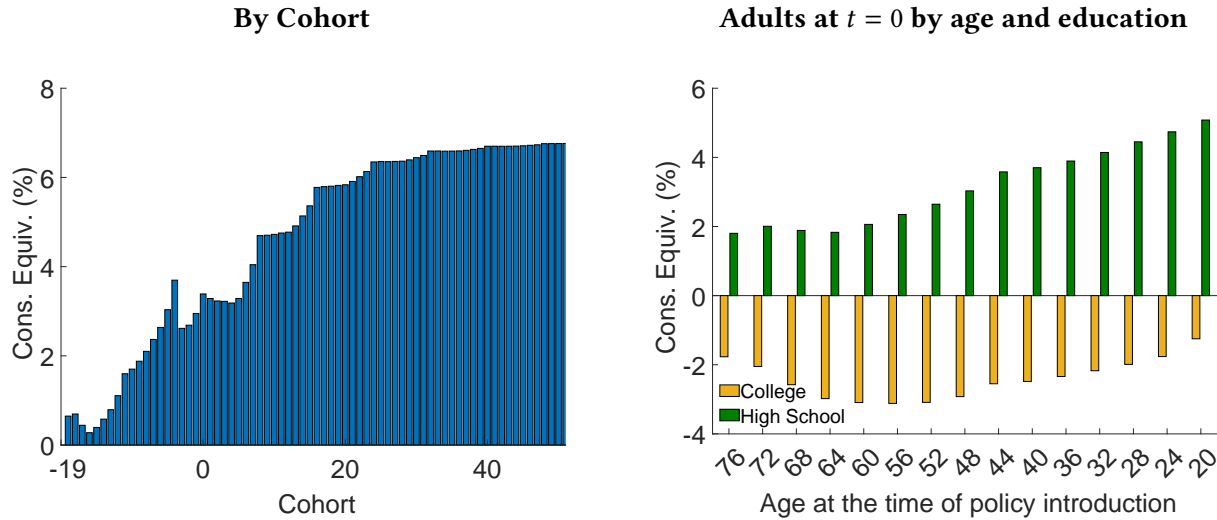 By Cohort
8
6
4
2
0
Cons. Equiv. (%)
-19 0 20 40
Cohort
Adults at t = 0 by age and education
6
4
2
0
-2
-4
Cons. Equiv. (%)
College
High School
76 72 68 64 60 56 52 48 44 40 36 32 28 24 20
Age at the time of policy introduction